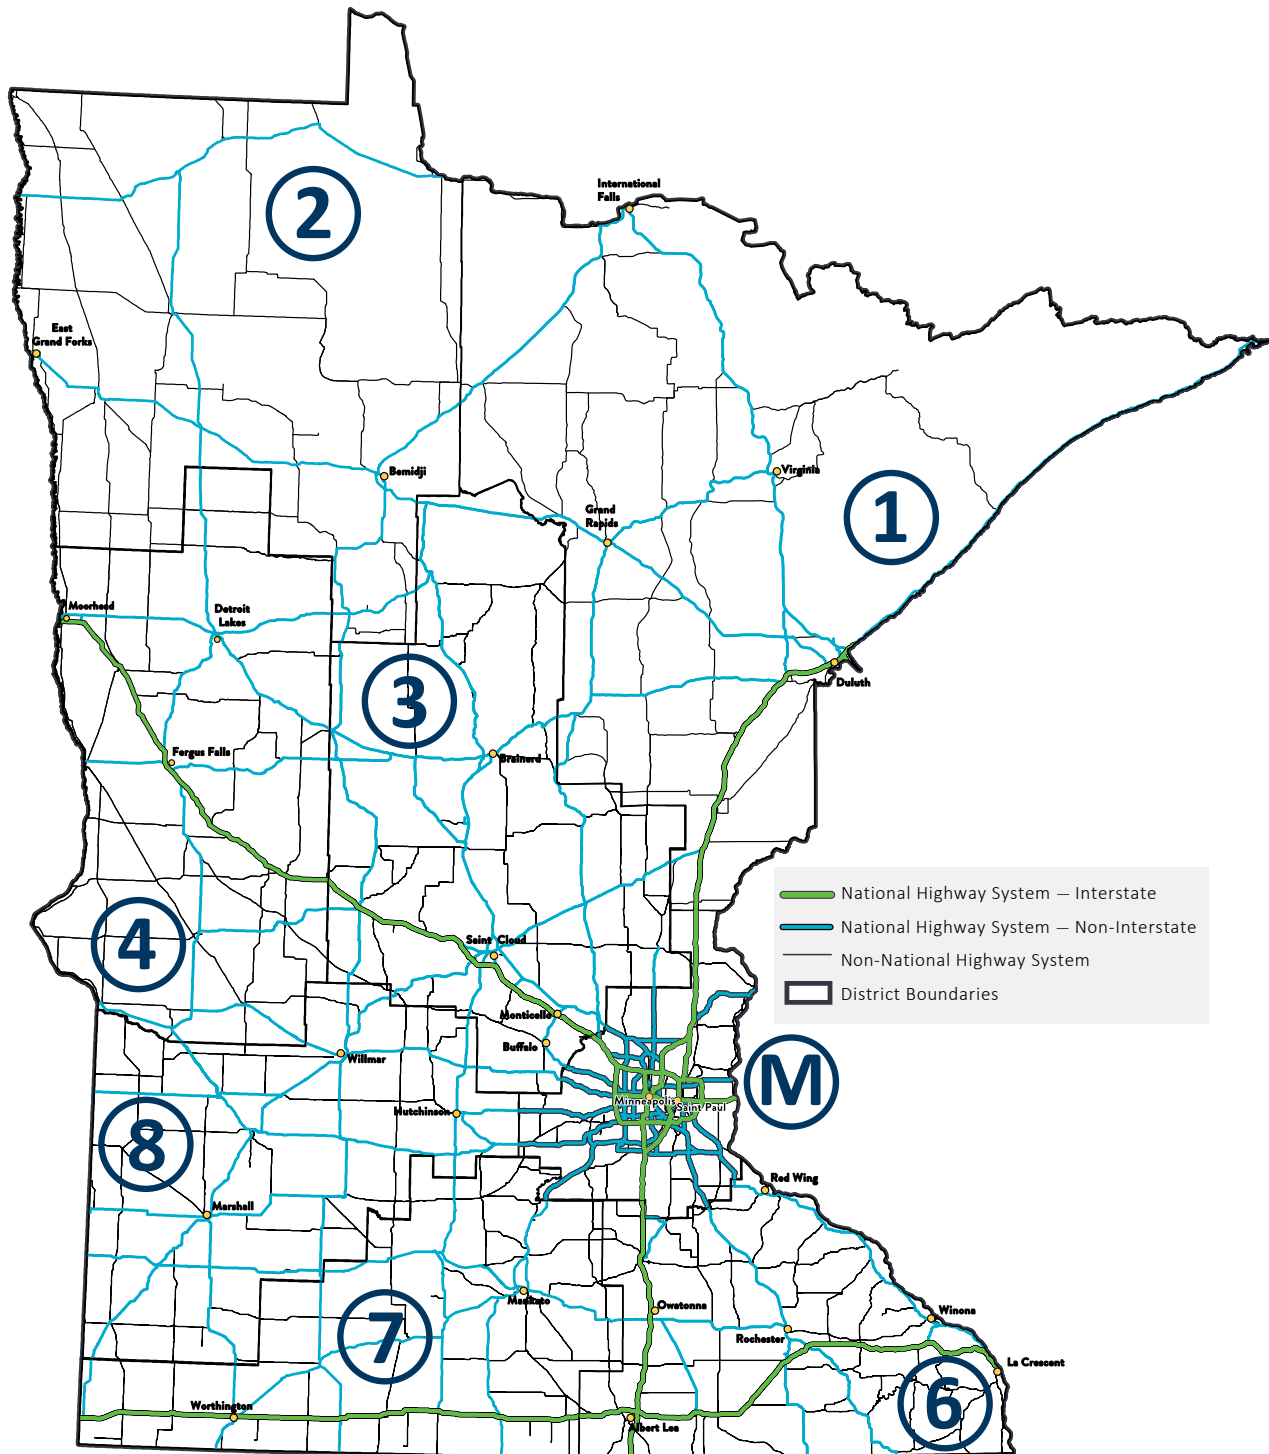 International
Falls
2
East
Grand Forks
Bemidji
Virginia
1
Grand
Rapids
Moorhead
Detroit
Lakes
Duluth
3
Fergus Falls
Brainerd
National Highway System – Interstate
National Highway System – Non-Interstate
Non-National Highway System
District Boundaries
4
Saint Cloud
Monticello
Buffalo
Willmar
M
Minneapolis
Saint Paul
Hutchinson
8
Red Wing
Marshall
Mankato
Owatonna
Winona
Rochester
7
La Crescent
6
Worthington
Albert Lea